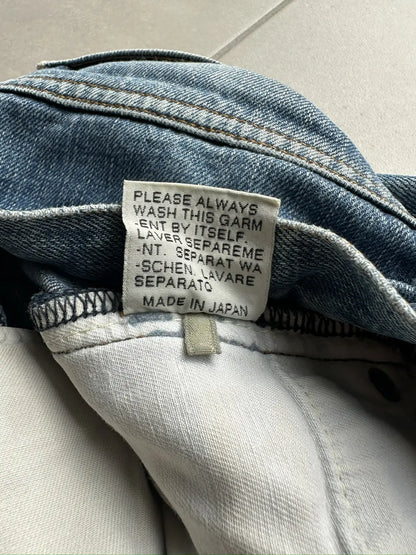 PLEASE ALWAYS
WASH THIS GARM
-ENT BY ITSELF.
LAVER SEPAREME
-NT. SEPARAT WA
-SCHEN. LAVARE
SEPARATO
MADE IN JAPAN